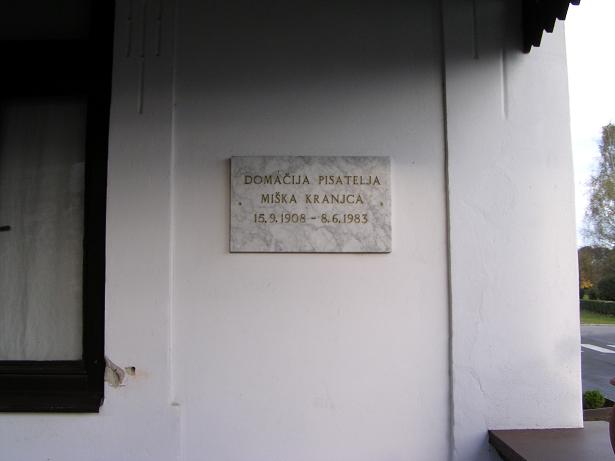 DOMAČIJA PISATELJA
MIŠKA KRANJCA
15.9.1908 - 8.6.1983